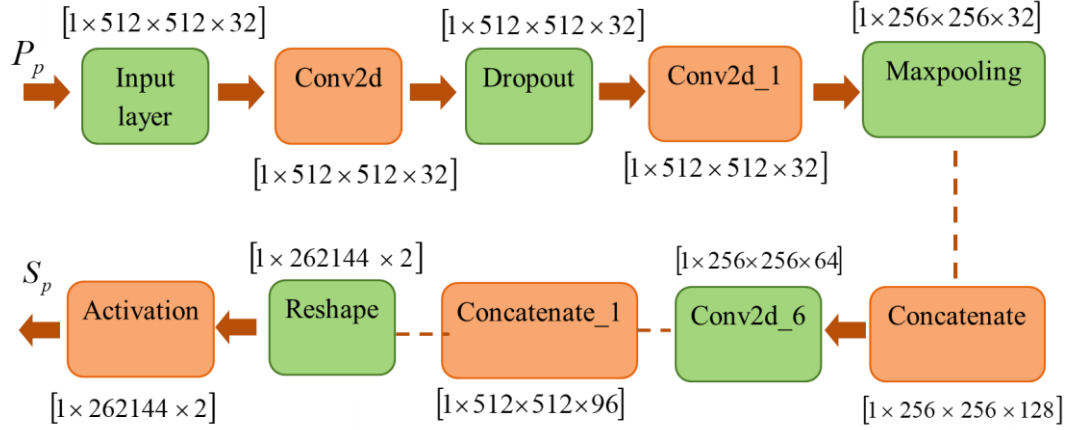 [1×512×512×32]
[1×512×512×32]
[1×256×256×32]
P_p
Input
layer
Conv2d
Dropout
Conv2d_1
Maxpooling
[1×512×512×32]
[1×512×512×32]
[1×262144 ×2]
[1×256×256×64]
S_p
Activation
Reshape
Concatenate_1
Conv2d_6
Concatenate
[1×262144 ×2]
[1×512×512×96]
[1×256×256×128]